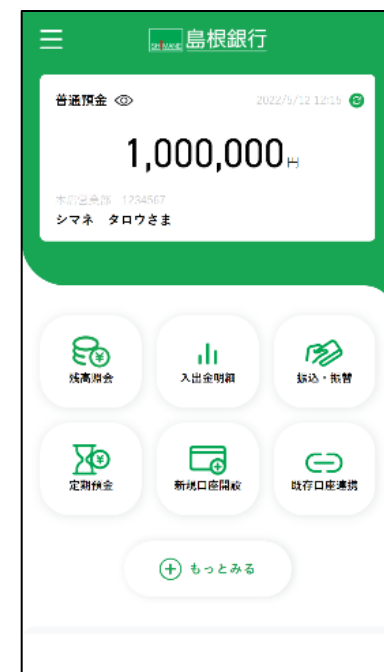 SHIMANE 島根銀行
普通預金 2022/5/12 12:15
1,000,000円
本店営業部 1234567
シマネ タロウさま
残高照会 入出金明細 振込・振替
定期預金 新規口座開設 既存口座連携
もっとみる